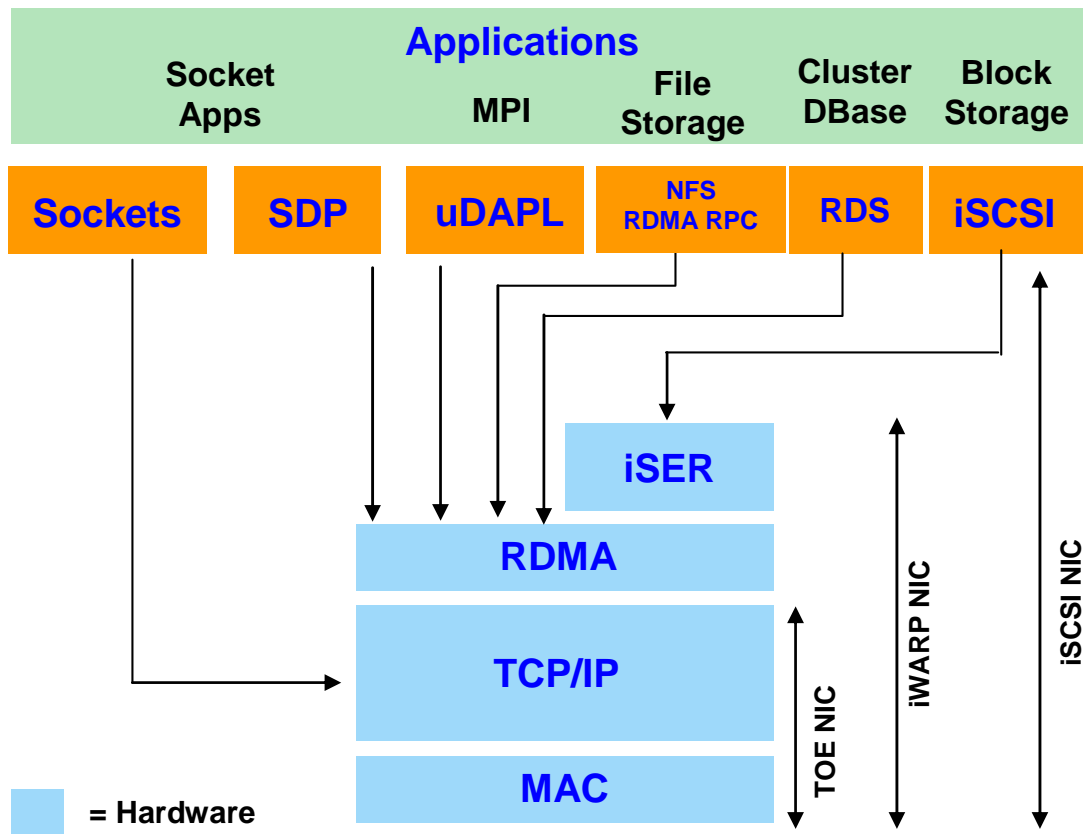 Applications
Socket
Apps
MPI
File
Storage
Cluster
DBase
Block
Storage
Sockets
SDP
uDAPL
NFS
RDMA RPC
RDS
iSCSI
iSER
RDMA
TCP/IP
MAC
TOE NIC
iWARP NIC
iSCSI NIC
= Hardware